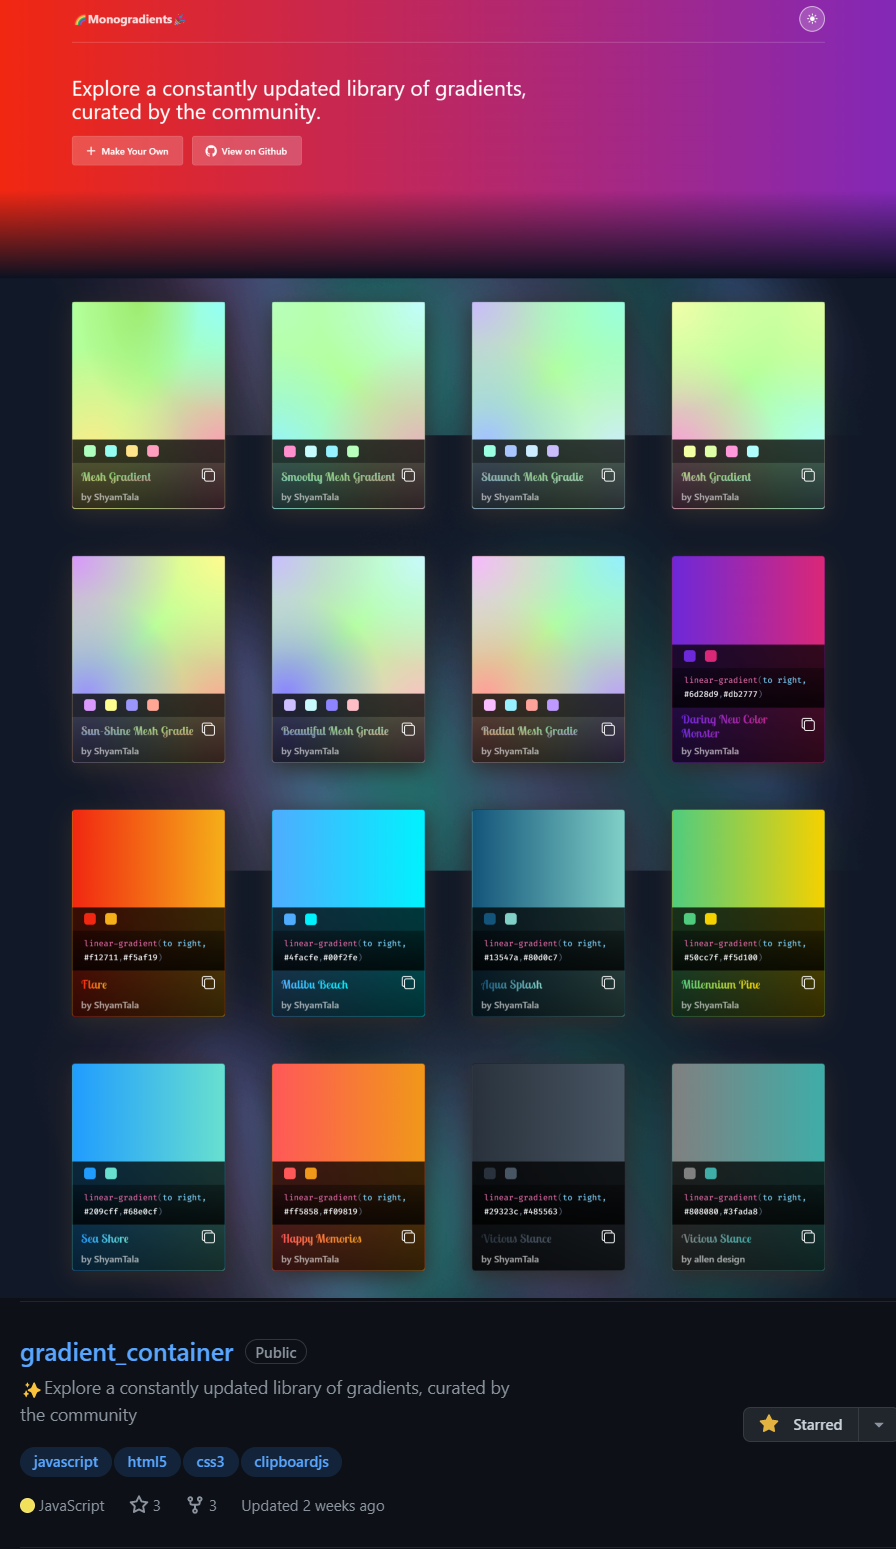 🌈Monogradients🎉
Explore a constantly updated library of gradients,
curated by the community.
+ Make Your Own
View on Github
Mesh Gradient
by ShyamTala
Smoothy Mesh Gradient
by ShyamTala
Staunch Mesh Gradie
by ShyamTala
Mesh Gradient
by ShyamTala
Sun-Shine Mesh Gradie
by ShyamTala
Beautiful Mesh Gradie
by ShyamTala
Radial Mesh Gradie
by ShyamTala
linear-gradient(to right,
#6d28d9,#db2777)
Daring New Color
Monster
by ShyamTala
linear-gradient(to right,
#f12711,#f5af19)
Flare
by ShyamTala
linear-gradient(to right,
#4facfe,#00f2fe)
Malibu Beach
by ShyamTala
linear-gradient(to right,
#13547a,#80d0c7)
Aqua Splash
by ShyamTala
linear-gradient(to right,
#50cc7f,#f5d100)
Millennium Pine
by ShyamTala
linear-gradient(to right,
#209cff,#68e0cf)
Sea Shore
by ShyamTala
linear-gradient(to right,
#ff5858,#f09819)
Happy Memories
by ShyamTala
linear-gradient(to right,
#29323c,#485563)
Vicious Stance
by ShyamTala
linear-gradient(to right,
#808080,#3fada8)
Vicious Stance
by allen design
gradient_container Public
✨Explore a constantly updated library of gradients, curated by
the community
Starred
javascript html5 css3 clipboardjs
JavaScript 3 3 Updated 2 weeks ago